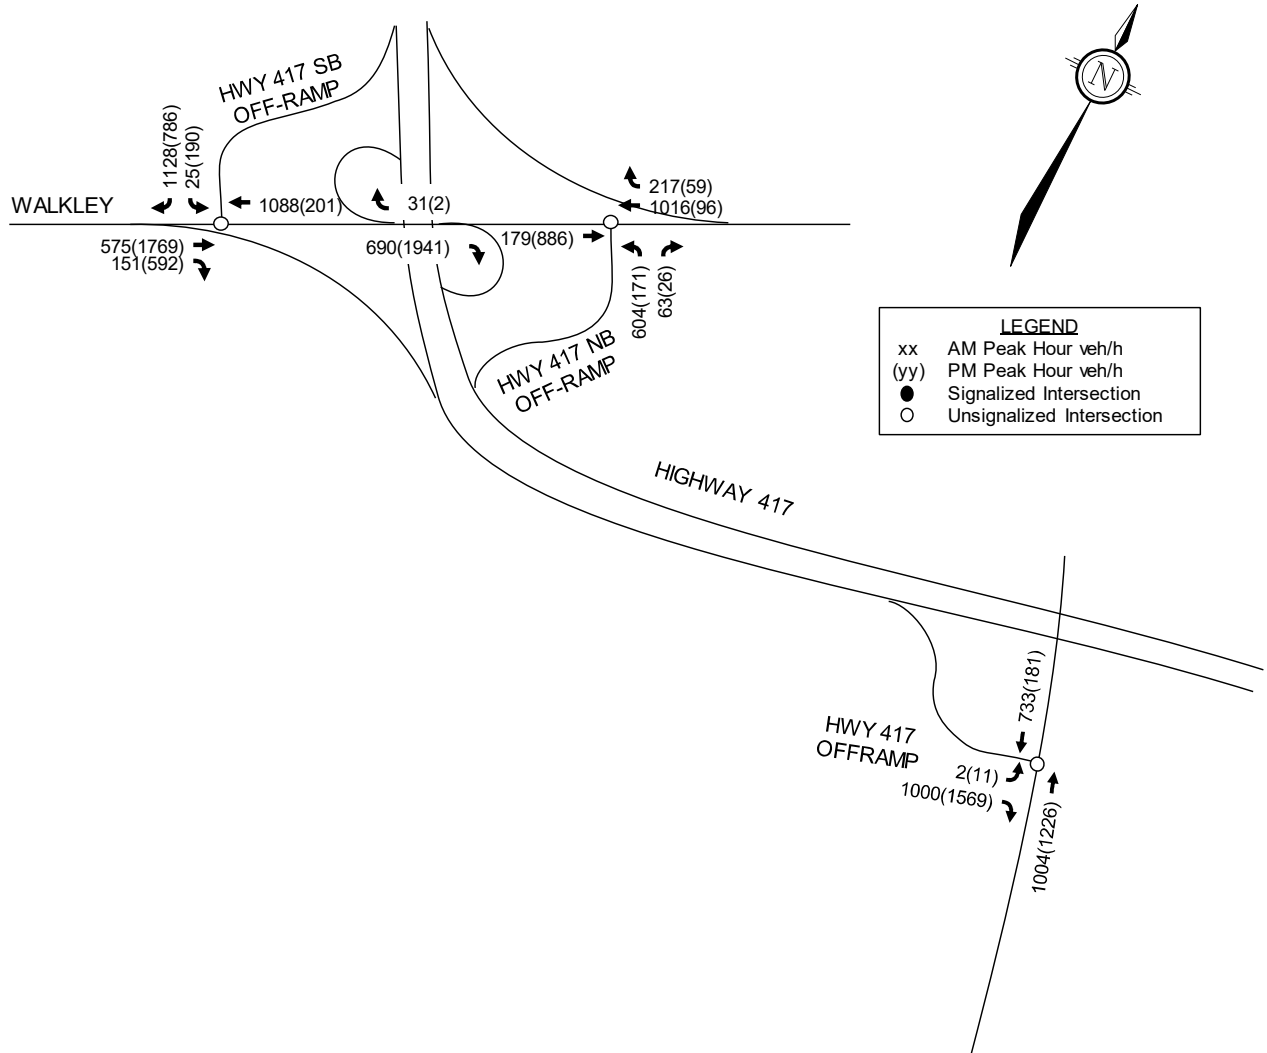 N
HWY 417 SB
OFF-RAMP
1128(786)
25(190)
WALKLEY
1088(201)
31(2)
217(59)
1016(96)
575(1769)
151(592)
690(1941)
179(886)
604(171)
63(26)
HWY 417 NB
OFF-RAMP
LEGEND
xx AM Peak Hour veh/h
(yy) PM Peak Hour veh/h
Signalized Intersection
Unsignalized Intersection
HIGHWAY 417
733(181)
HWY 417
OFFRAMP
2(11)
1000(1569)
1004(1226)